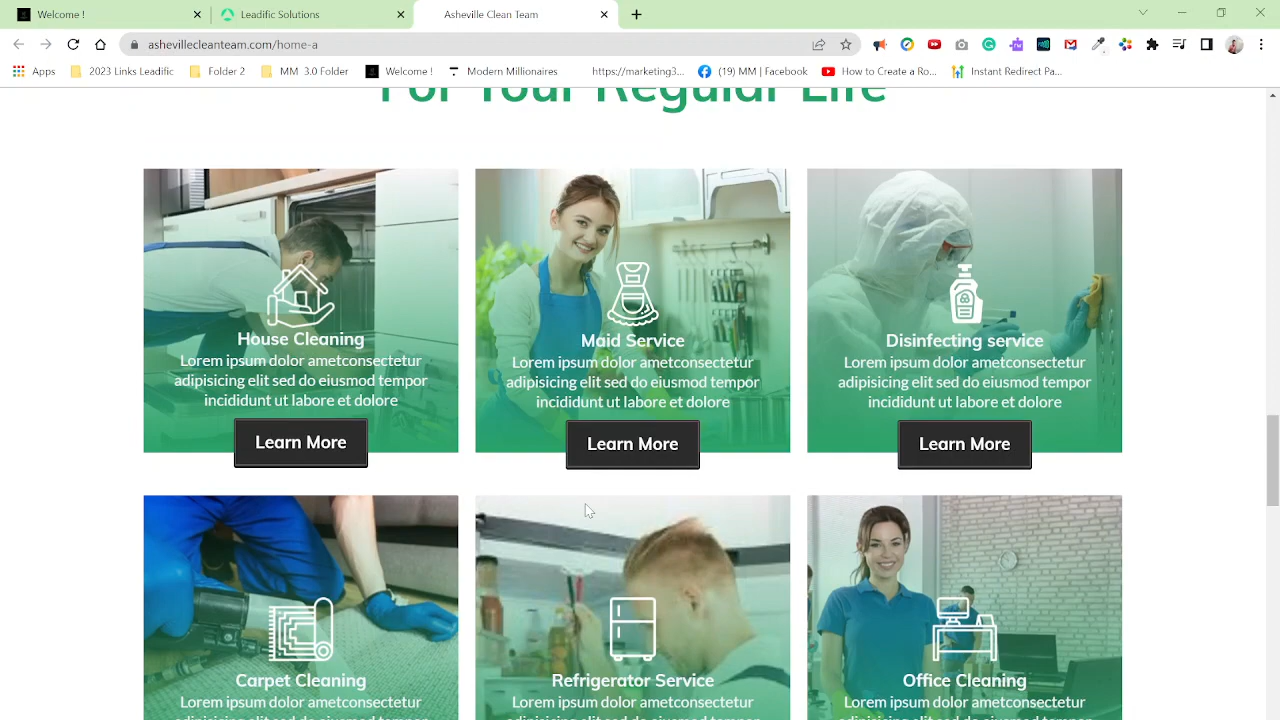 Welcome !
Leadific Solutions
Asheville Clean Team
ashevillecleanteam.com/home-a
Apps
2023 Links Leadific
Folder 2
MM 3.0 Folder
Welcome !
Modern Millionaires
https://marketing3...
(19) MM | Facebook
How to Create a Ro...
Instant Redirect Pa...
For Your Regular Life
House Cleaning
Lorem ipsum dolor ametconsectetur
adipisicing elit sed do eiusmod tempor
incididunt ut labore et dolore
Learn More
Maid Service
Lorem ipsum dolor ametconsectetur
adipisicing elit sed do eiusmod tempor
incididunt ut labore et dolore
Learn More
Disinfecting service
Lorem ipsum dolor ametconsectetur
adipisicing elit sed do eiusmod tempor
incididunt ut labore et dolore
Learn More
Carpet Cleaning
Lorem ipsum dolor ametconsectetur
Refrigerator Service
Lorem ipsum dolor ametconsectetur
Office Cleaning
Lorem ipsum dolor ametconsectetur